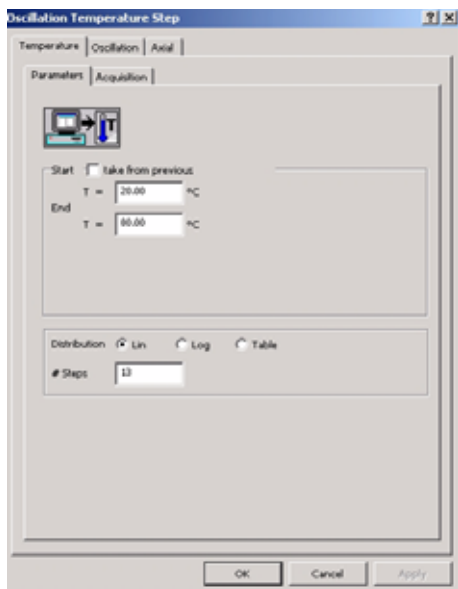 Oscillation Temperature Step
Temperature Oscillation Axial
Parameters Acquisition
T
Start take from previous
T = 20.00 °C
End
T = 80.00 °C
Distribution Lin Log Table
# Steps 13
OK Cancel Apply